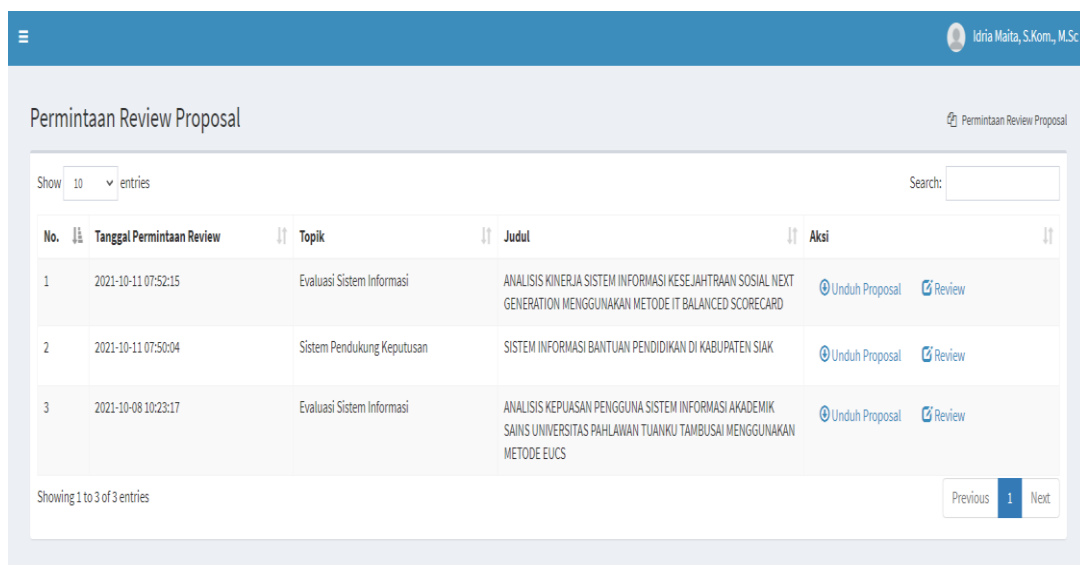 Idria Maita, S.Kom., M.Sc
Permintaan Review Proposal
Permintaan Review Proposal
Show 10 entries
Search:
No. Tanggal Permintaan Review Topik Judul Aksi
1 2021-10-11 07:52:15 Evaluasi Sistem Informasi ANALISIS KINERJA SISTEM INFORMASI KESEJAHTRAAN SOSIAL NEXT
GENERATION MENGGUNAKAN METODE IT BALANCED SCORECARD
Unduh Proposal Review
2 2021-10-11 07:50:04 Sistem Pendukung Keputusan SISTEM INFORMASI BANTUAN PENDIDIKAN DI KABUPATEN SIAK
Unduh Proposal Review
3 2021-10-08 10:23:17 Evaluasi Sistem Informasi ANALISIS KEPUASAN PENGGUNA SISTEM INFORMASI AKADEMIK
SAINS UNIVERSITAS PAHLAWAN TUANKU TAMBUSAI MENGGUNAKAN
METODE EUCS
Unduh Proposal Review
Showing 1 to 3 of 3 entries
Previous 1 Next